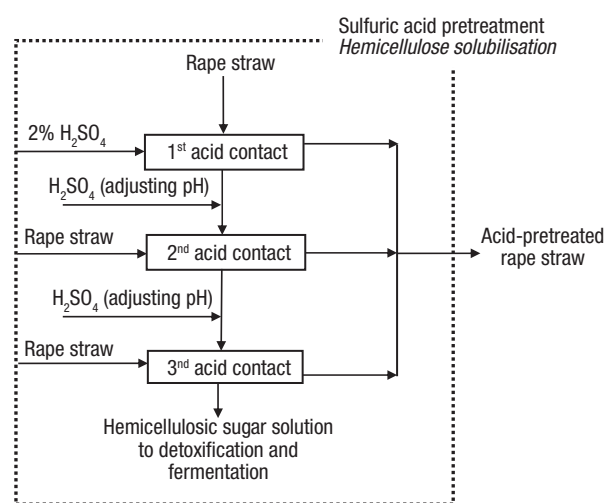 Sulfuric acid pretreatment
Hemicellulose solubilisation
Rape straw
2% H₂SO₄
1st acid contact
H₂SO₄ (adjusting pH)
Rape straw
2nd acid contact
Acid-pretreated
rape straw
H₂SO₄ (adjusting pH)
Rape straw
3rd acid contact
Hemicellulosic sugar solution
to detoxification and
fermentation